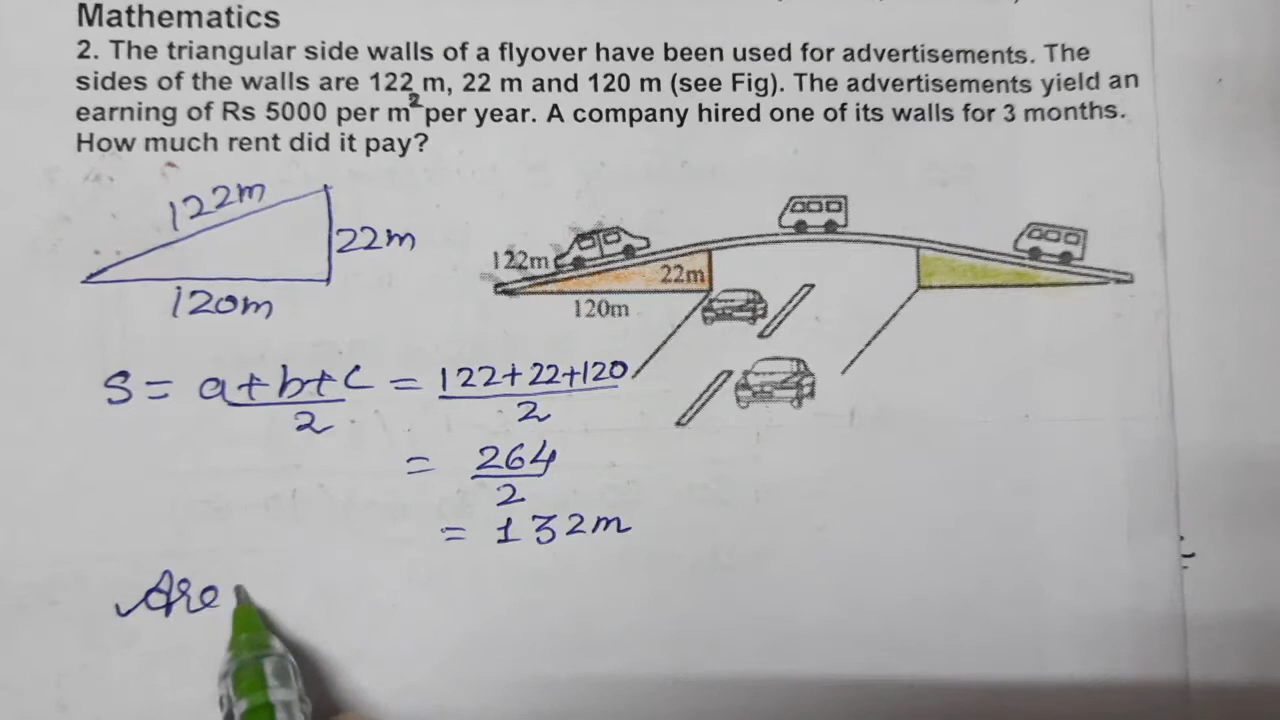 Mathematics
2. The triangular side walls of a flyover have been used for advertisements. The
sides of the walls are 122 m, 22 m and 120 m (see Fig). The advertisements yield an
earning of Rs 5000 per m² per year. A company hired one of its walls for 3 months.
How much rent did it pay?
122m
22m
120m
122m
22m
120m
S = a+b+c/2 = 122+22+120/2
= 264/2
= 132m
Are